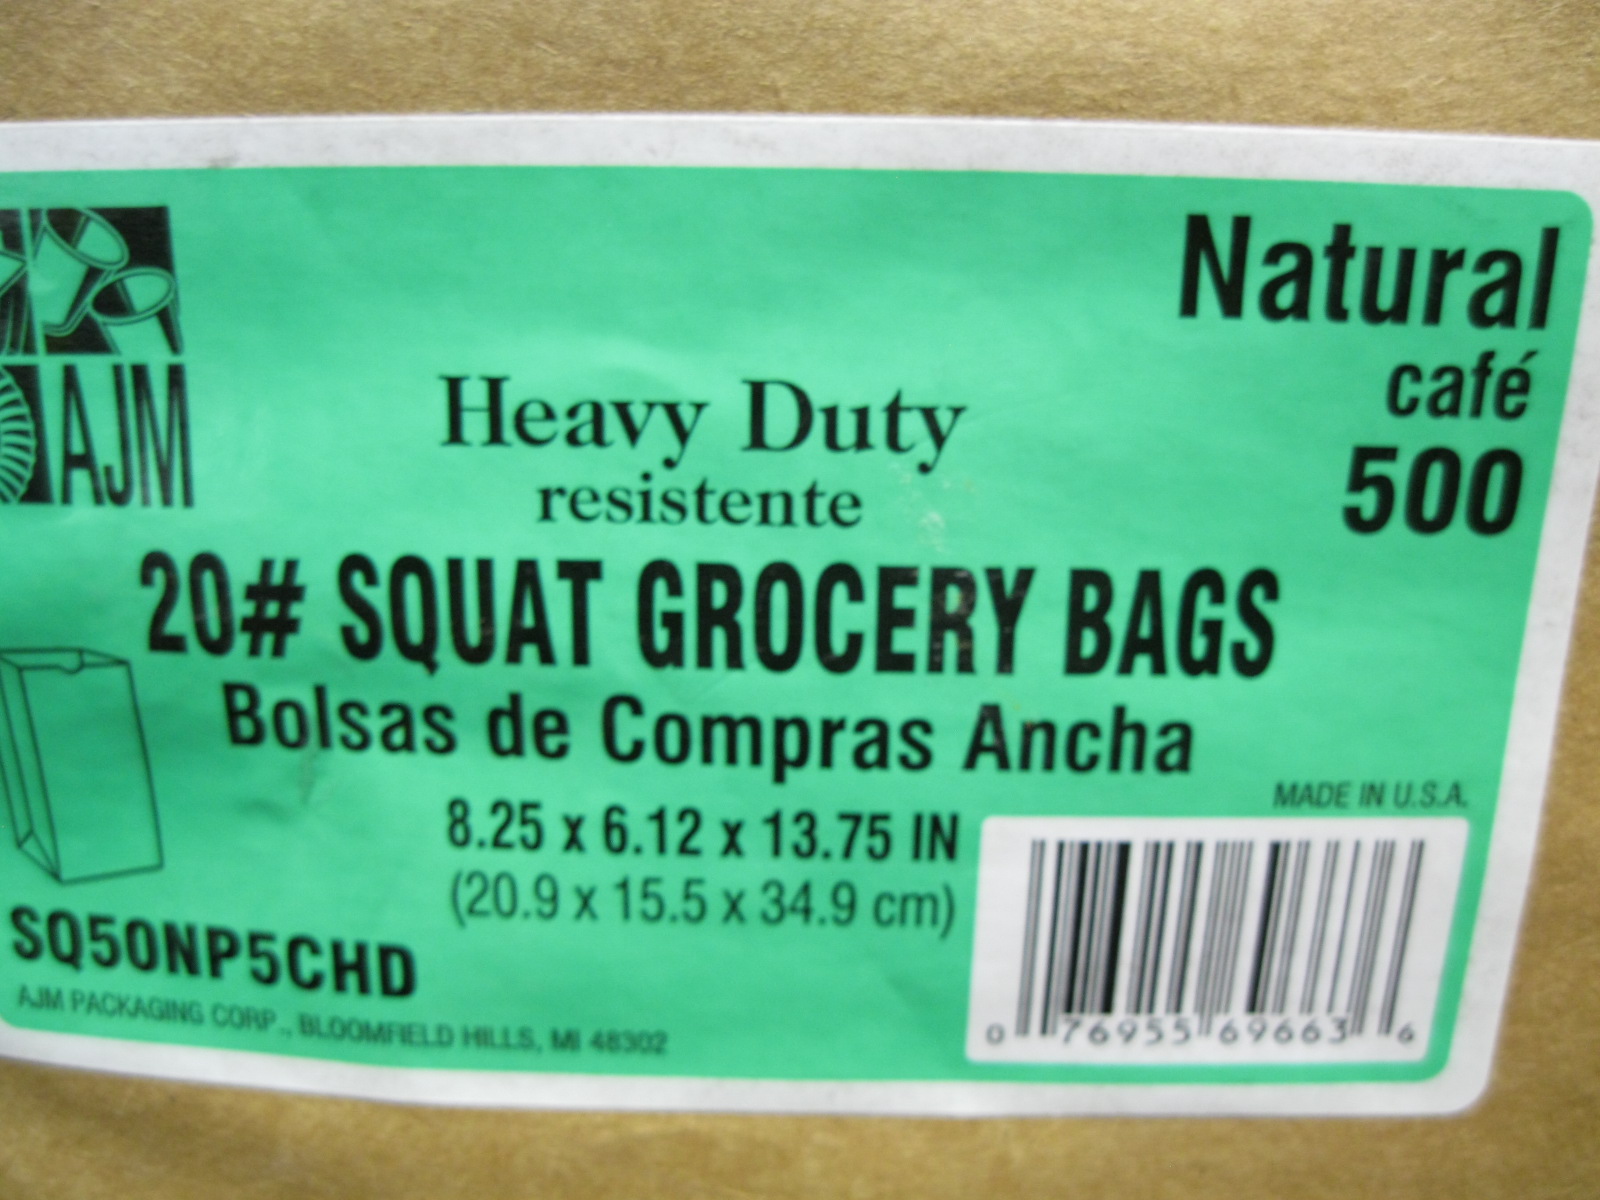 Natural
café
500
AJM
Heavy Duty
resistente
20# SQUAT GROCERY BAGS
Bolsas de Compras Ancha
8.25 x 6.12 x 13.75 IN
(20.9 x 15.5 x 34.9 cm)
MADE IN U.S.A.
SQ50NP5CHD
AJM PACKAGING CORP., BLOOMFIELD HILLS, MI 48302
0 76955 69663 6